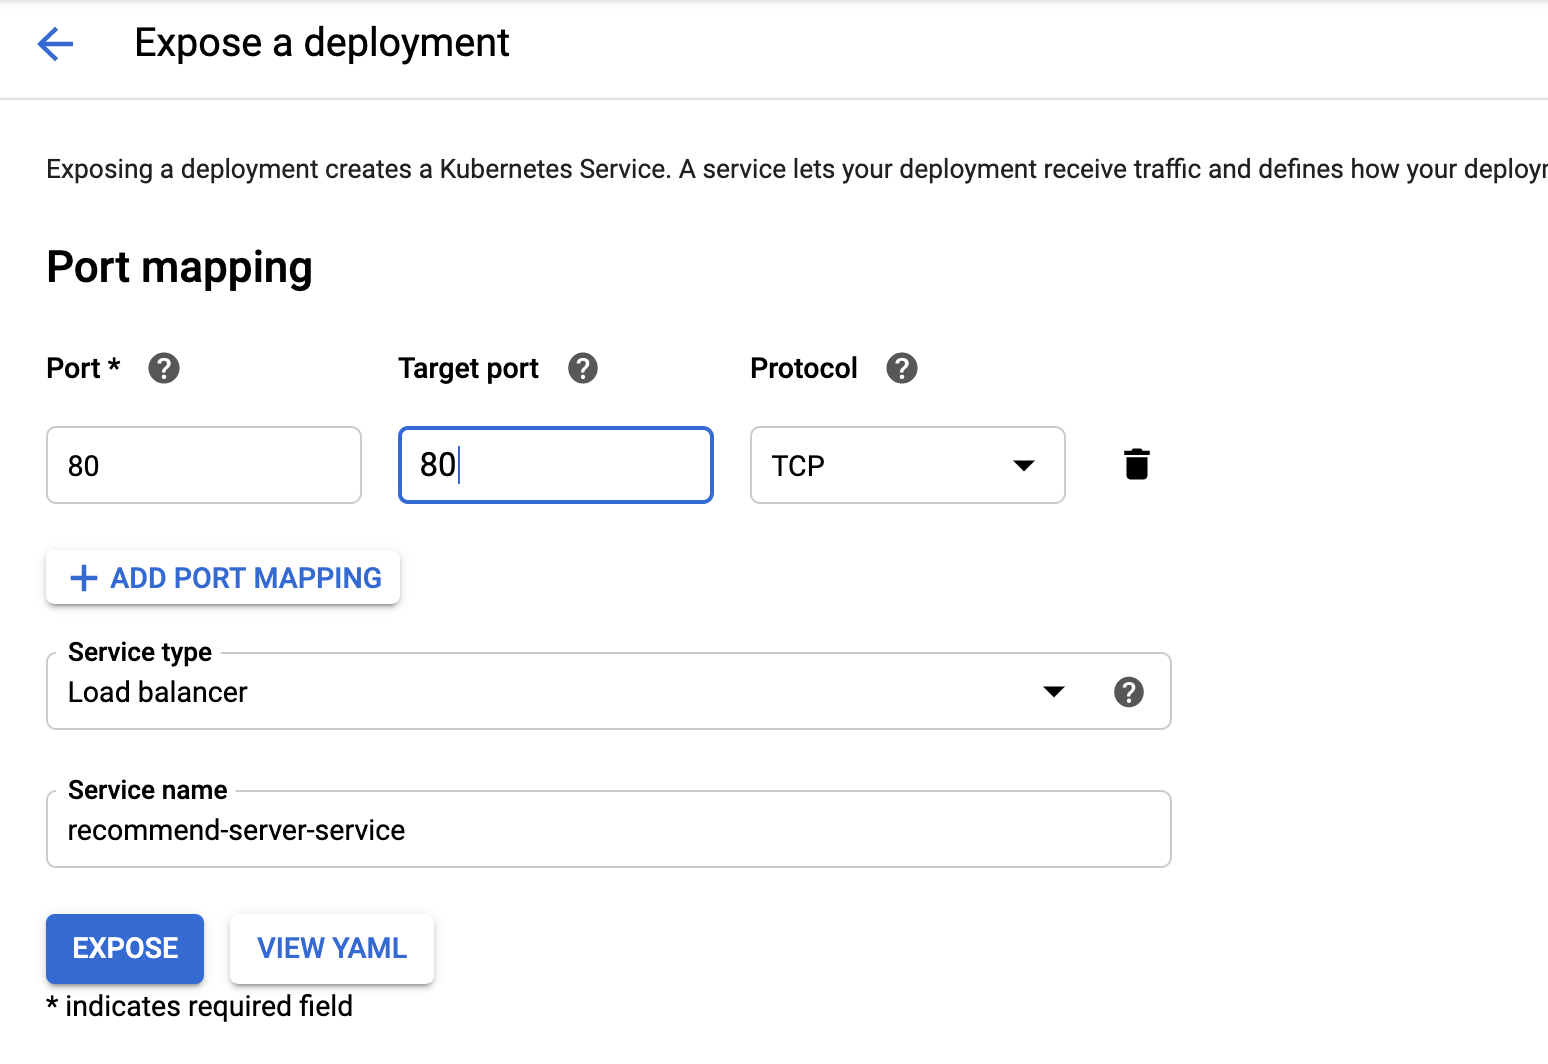 Expose a deployment
Exposing a deployment creates a Kubernetes Service. A service lets your deployment receive traffic and defines how your
Port mapping
Port * ? Target port ? Protocol ?
80 80 TCP
+ ADD PORT MAPPING
Service type
Load balancer ?
Service name
recommend-server-service
EXPOSE VIEW YAML
* indicates required field